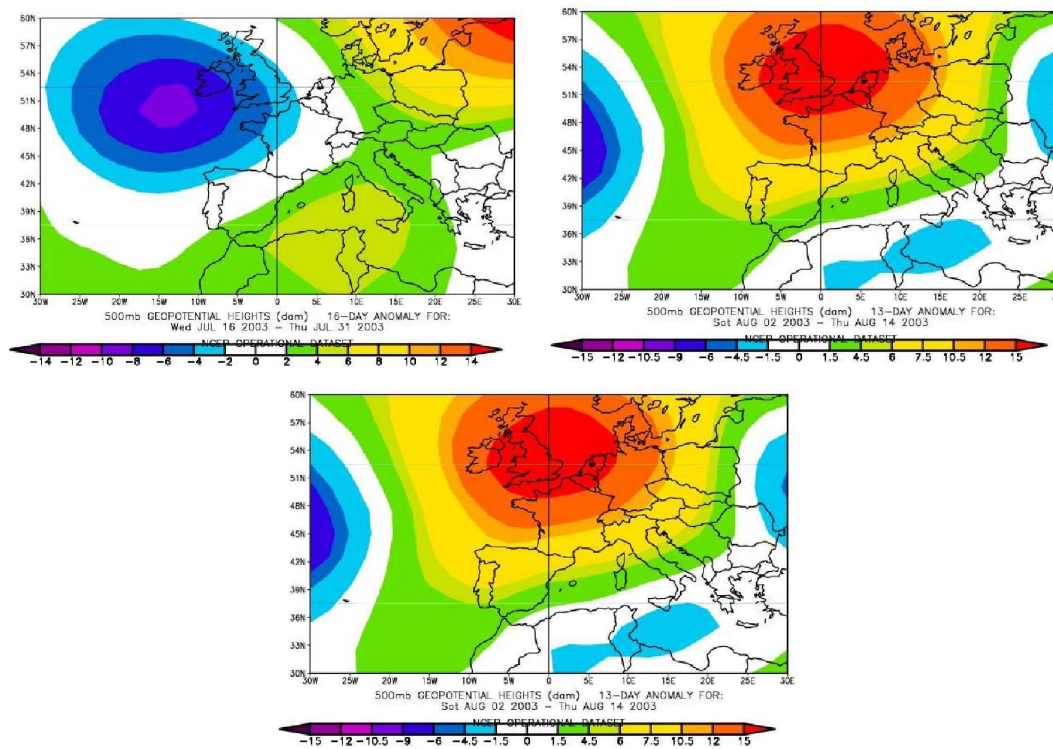 60N
57N
54N
51N
48N
45N
42N
39N
36N
33N
30N
30W 25W 20W 15W 10W 5W 0 5E 10E 15E 20E 25E 30E
500mb GEOPOTENTIAL HEIGHTS (dam) 16-DAY ANOMALY FOR:
Wed JUL 16 2003 – Thu JUL 31 2003
NCEP OPERATIONAL DATASET
-14 -12 -10 -8 -6 -4 -2 0 2 4 6 8 10 12 14
60N
57N
54N
51N
48N
45N
42N
39N
36N
33N
30N
30W 25W 20W 15W 10W 5W 0 5E 10E 15E 20E 25E 30E
500mb GEOPOTENTIAL HEIGHTS (dam) 13-DAY ANOMALY FOR:
Sat AUG 02 2003 – Thu AUG 14 2003
NCEP OPERATIONAL DATASET
-15 -12 -10.5 -9 -6 -4.5 -1.5 0 1.5 4.5 6 7.5 10.5 12 15
60N
57N
54N
51N
48N
45N
42N
39N
36N
33N
30N
30W 25W 20W 15W 10W 5W 0 5E 10E 15E 20E 25E 30E
500mb GEOPOTENTIAL HEIGHTS (dam) 13-DAY ANOMALY FOR:
Sat AUG 02 2003 – Thu AUG 14 2003
NCEP OPERATIONAL DATASET
-15 -12 -10.5 -9 -6 -4.5 -1.5 0 1.5 4.5 6 7.5 10.5 12 15